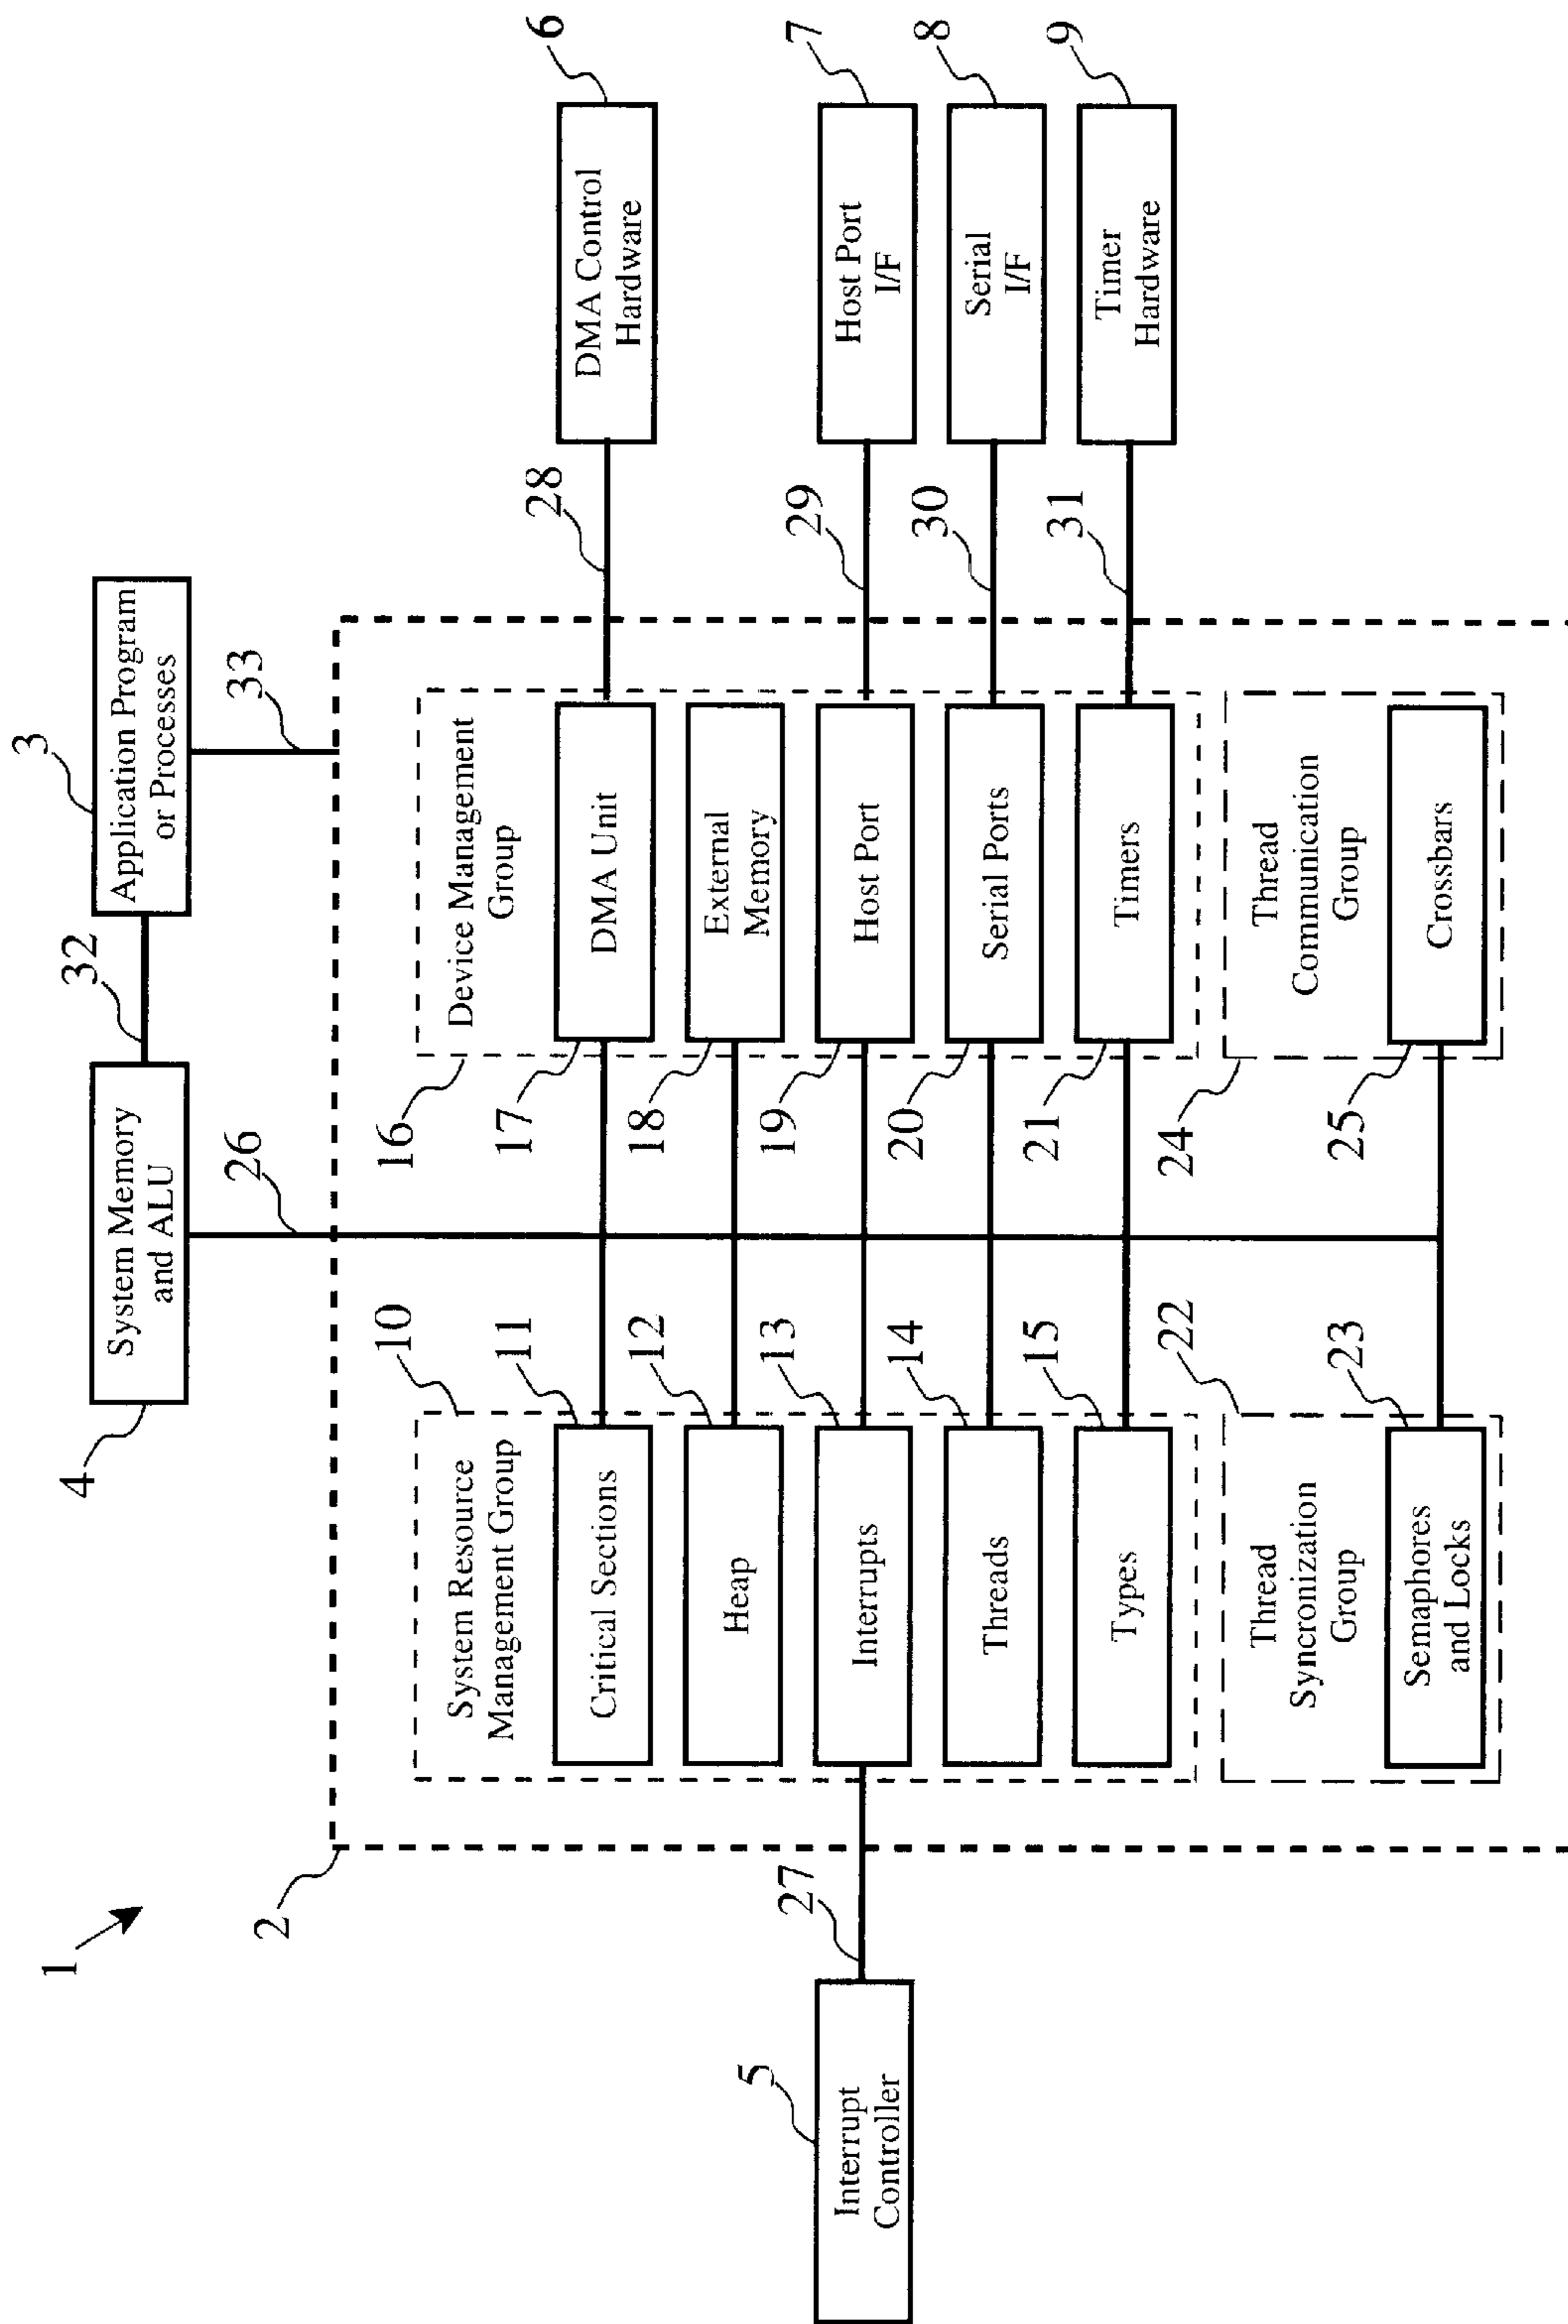 1
2
3
Application Program
or Processes
4
System Memory
and ALU
32
33
26
5
Interrupt
Controller
27
10
System Resource
Management Group
11
Critical Sections
12
Heap
13
Interrupts
14
Threads
15
Types
22
Thread
Syncronization
Group
23
Semaphores
and Locks
16
Device Management
Group
17
DMA Unit
18
External
Memory
19
Host Port
20
Serial Ports
21
Timers
24
Thread
Communication
Group
25
Crossbars
28
29
30
31
6
DMA Control
Hardware
7
Host Port
I/F
8
Serial
I/F
9
Timer
Hardware